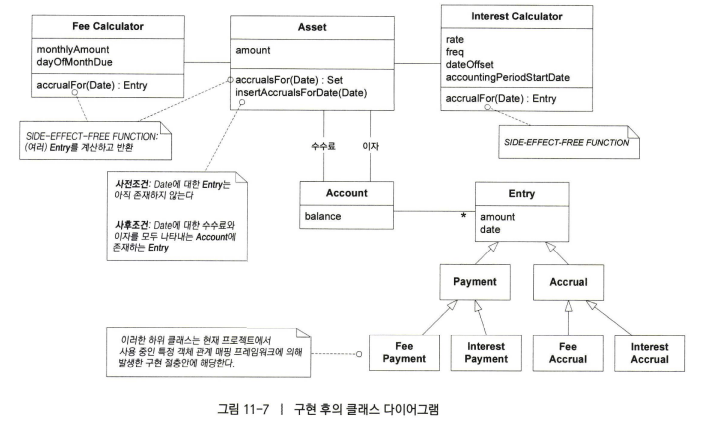 Fee Calculator
monthlyAmount
dayOfMonthDue
accrualFor(Date) : Entry
Asset
amount
accrualsFor(Date) : Set
insertAccrualsForDate(Date)
Interest Calculator
rate
freq
dateOffset
accountingPeriodStartDate
accrualFor(Date) : Entry
SIDE-EFFECT-FREE FUNCTION:
(여러) Entry를 계산하고 반환
SIDE-EFFECT-FREE FUNCTION
수수료
이자
사전조건: Date에 대한 Entry는
아직 존재하지 않는다
사후조건: Date에 대한 수수료와
이자를 모두 나타내는 Account에
존재하는 Entry
Account
balance
*
Entry
amount
date
Payment
Accrual
이러한 하위 클래스는 현재 프로젝트에서
사용 중인 특정 객체 관계 매핑 프레임워크에 의해
발생한 구현 절충안에 해당한다.
Fee
Payment
Interest
Payment
Fee
Accrual
Interest
Accrual
그림 11-7 | 구현 후의 클래스 다이어그램